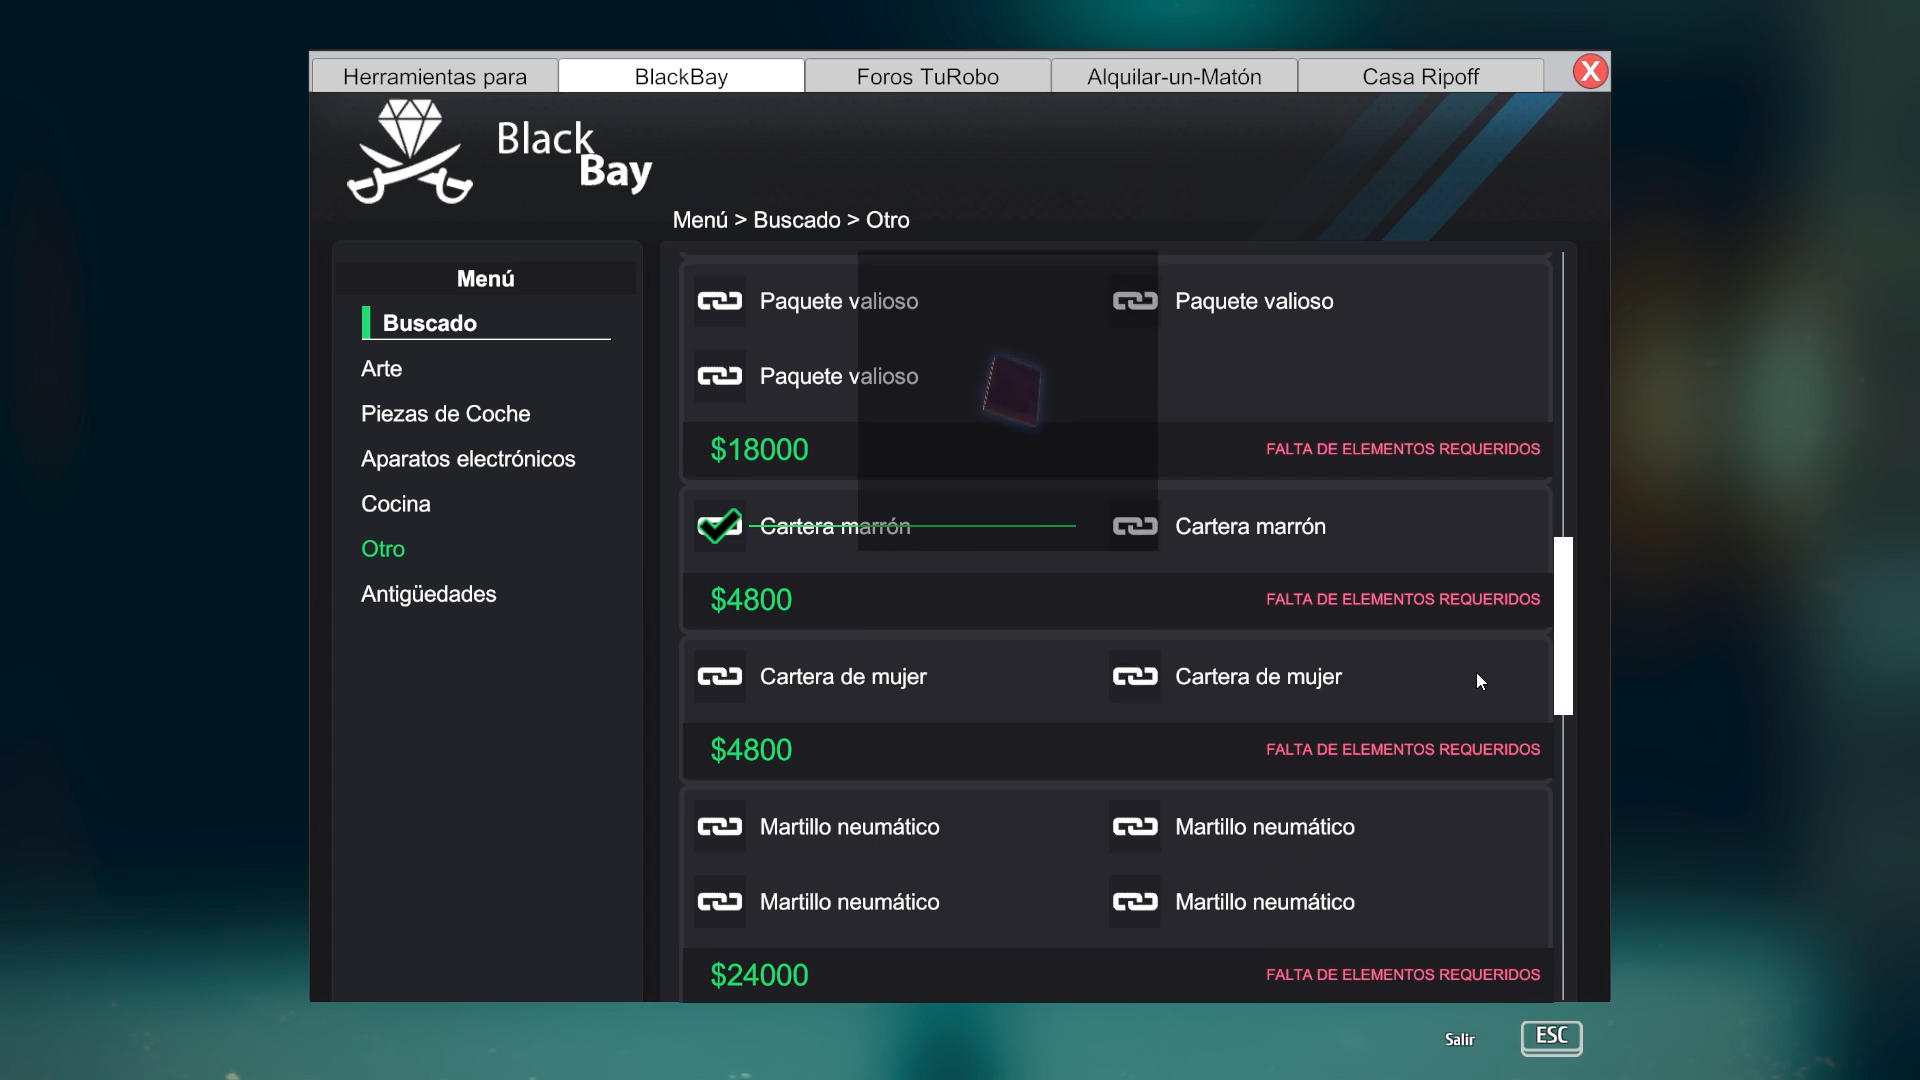 Herramientas para
BlackBay
Foros TuRobo
Alquilar-un-Matón
Casa Ripoff
X
Black
Bay
Menú > Buscado > Otro
Menú
Buscado
Arte
Piezas de Coche
Aparatos electrónicos
Cocina
Otro
Antigüedades
Paquete valioso
Paquete valioso
Paquete valioso
$18000
FALTA DE ELEMENTOS REQUERIDOS
Cartera marrón
Cartera marrón
$4800
FALTA DE ELEMENTOS REQUERIDOS
Cartera de mujer
Cartera de mujer
$4800
FALTA DE ELEMENTOS REQUERIDOS
Martillo neumático
Martillo neumático
Martillo neumático
Martillo neumático
$24000
FALTA DE ELEMENTOS REQUERIDOS
Salir
ESC